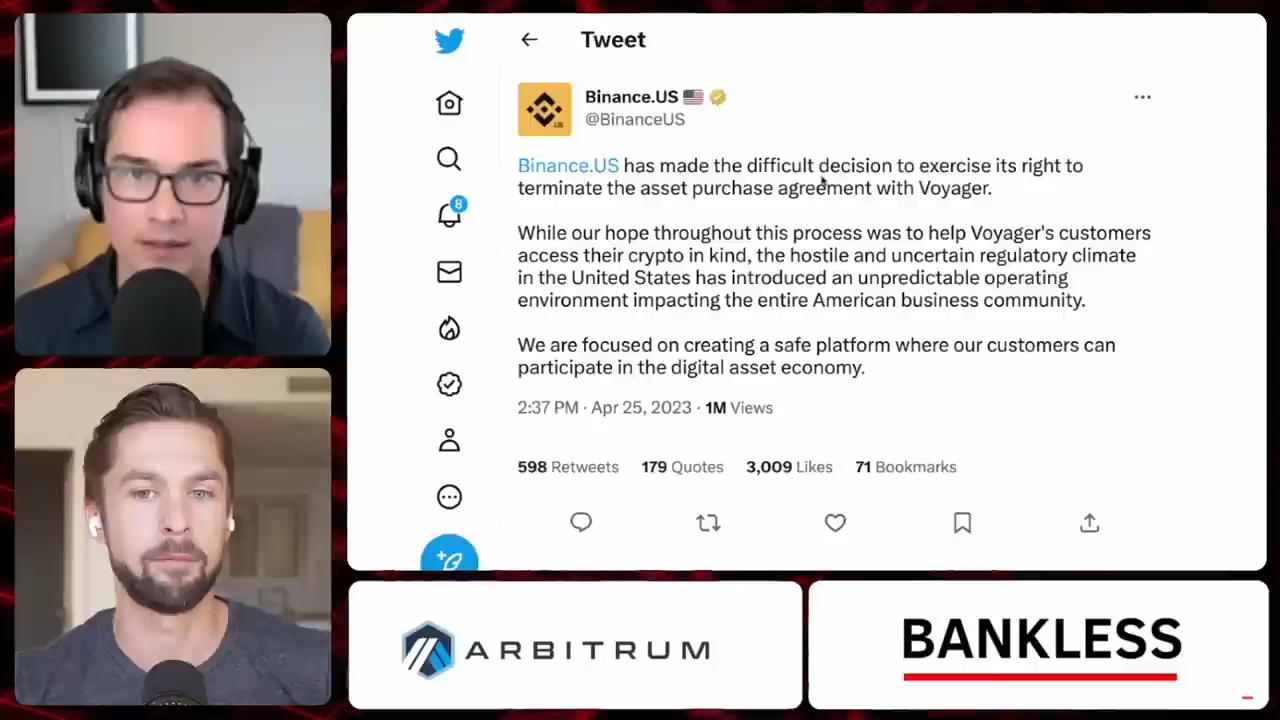 Tweet
Binance.US
@BinanceUS
Binance.US has made the difficult decision to exercise its right to
terminate the asset purchase agreement with Voyager.
While our hope throughout this process was to help Voyager's customers
access their crypto in kind, the hostile and uncertain regulatory climate
in the United States has introduced an unpredictable operating
environment impacting the entire American business community.
We are focused on creating a safe platform where our customers can
participate in the digital asset economy.
2:37 PM · Apr 25, 2023 · 1M Views
598 Retweets 179 Quotes 3,009 Likes 71 Bookmarks
8
.US
ARBITRUM
BANKLESS